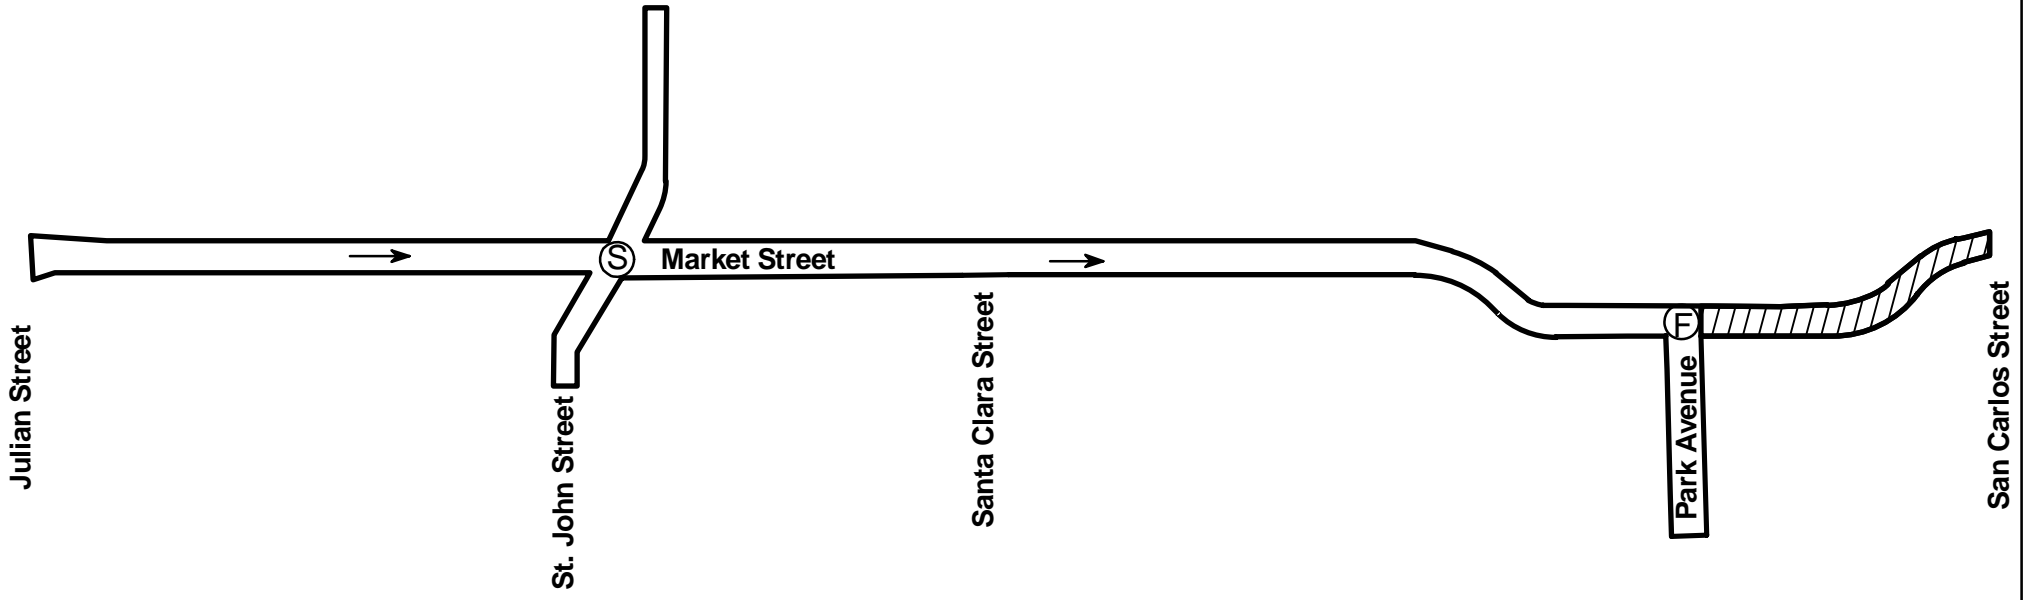 Julian Street
St. John Street
S
Market Street
Santa Clara Street
F
Park Avenue
San Carlos Street